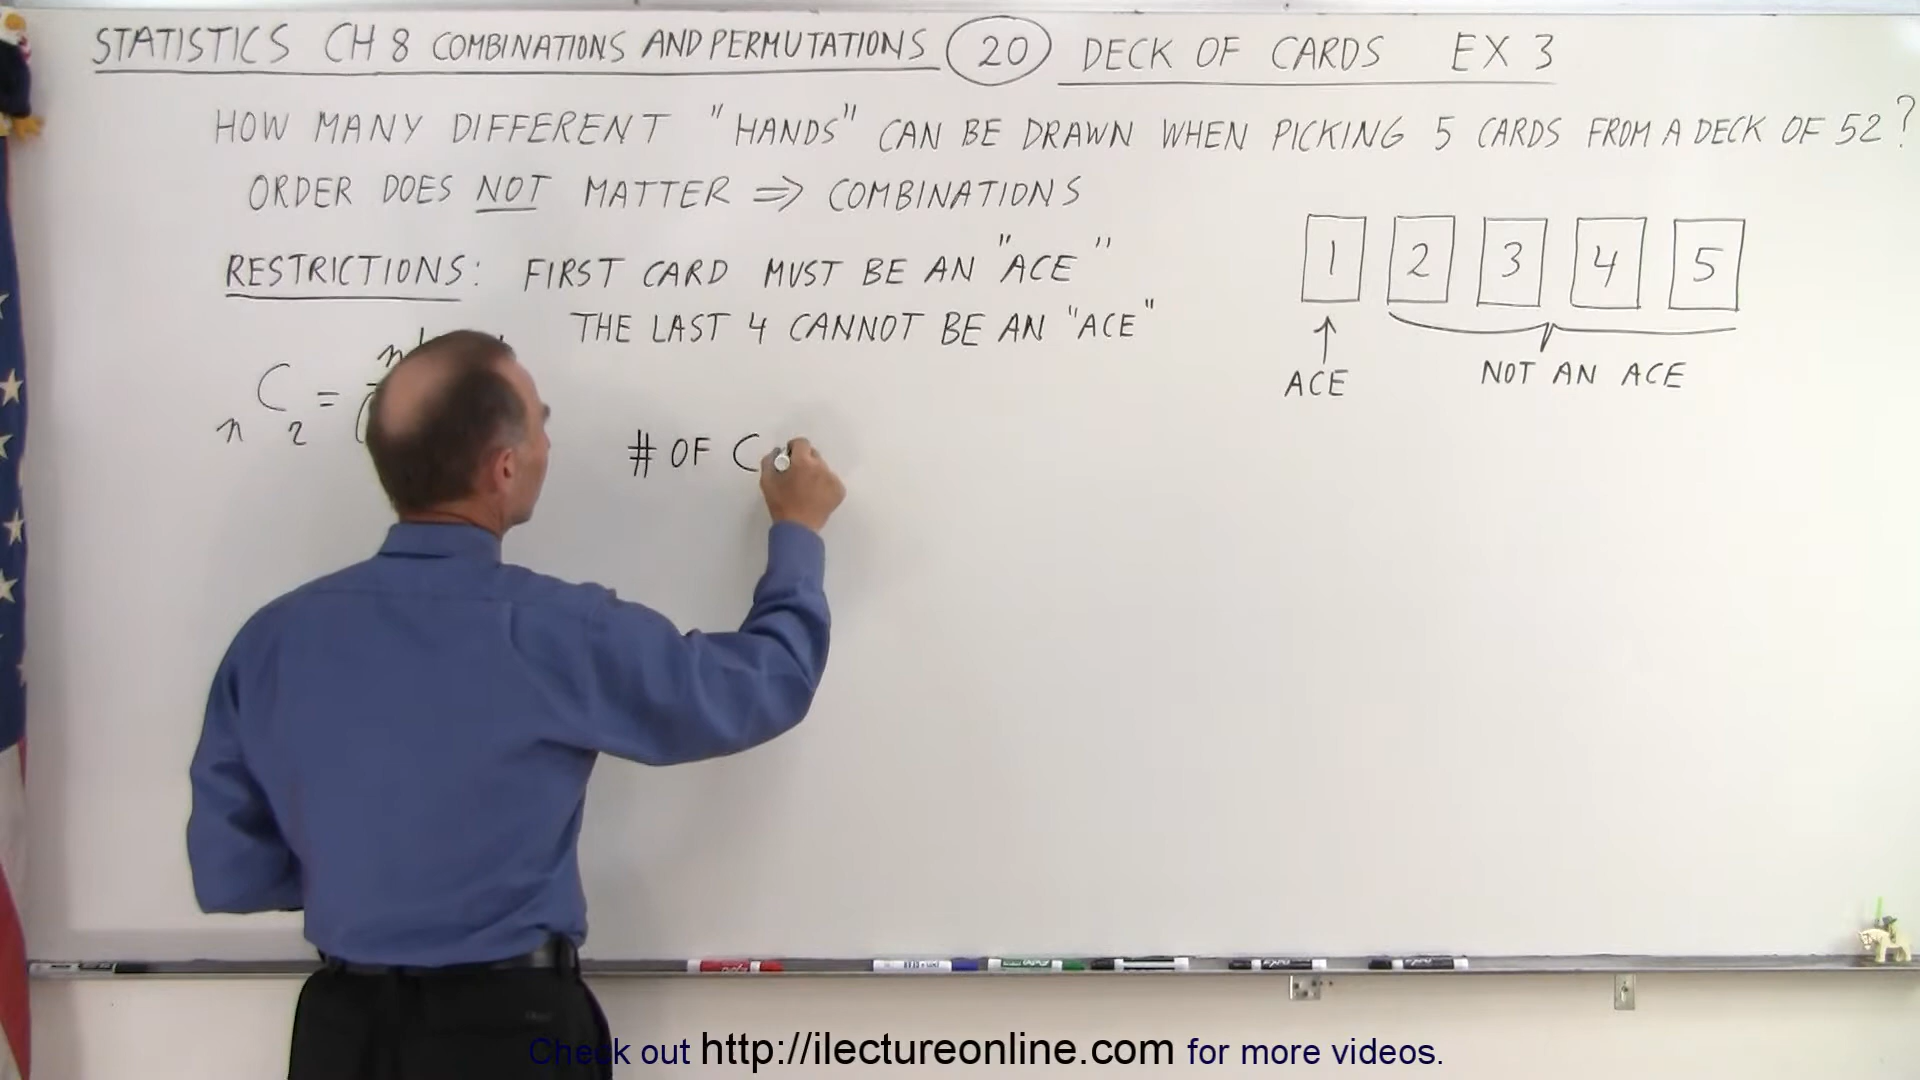 STATISTICS CH 8 COMBINATIONS AND PERMUTATIONS 20 DECK OF CARDS EX 3
HOW MANY DIFFERENT "HANDS" CAN BE DRAWN WHEN PICKING 5 CARDS FROM A DECK OF 52?
ORDER DOES NOT MATTER ⇒ COMBINATIONS
RESTRICTIONS: FIRST CARD MUST BE AN "ACE"
THE LAST 4 CANNOT BE AN "ACE"
1 2 3 4 5
ACE
NOT AN ACE
n C r =
# OF C
Check out http://ilectureonline.com for more videos.